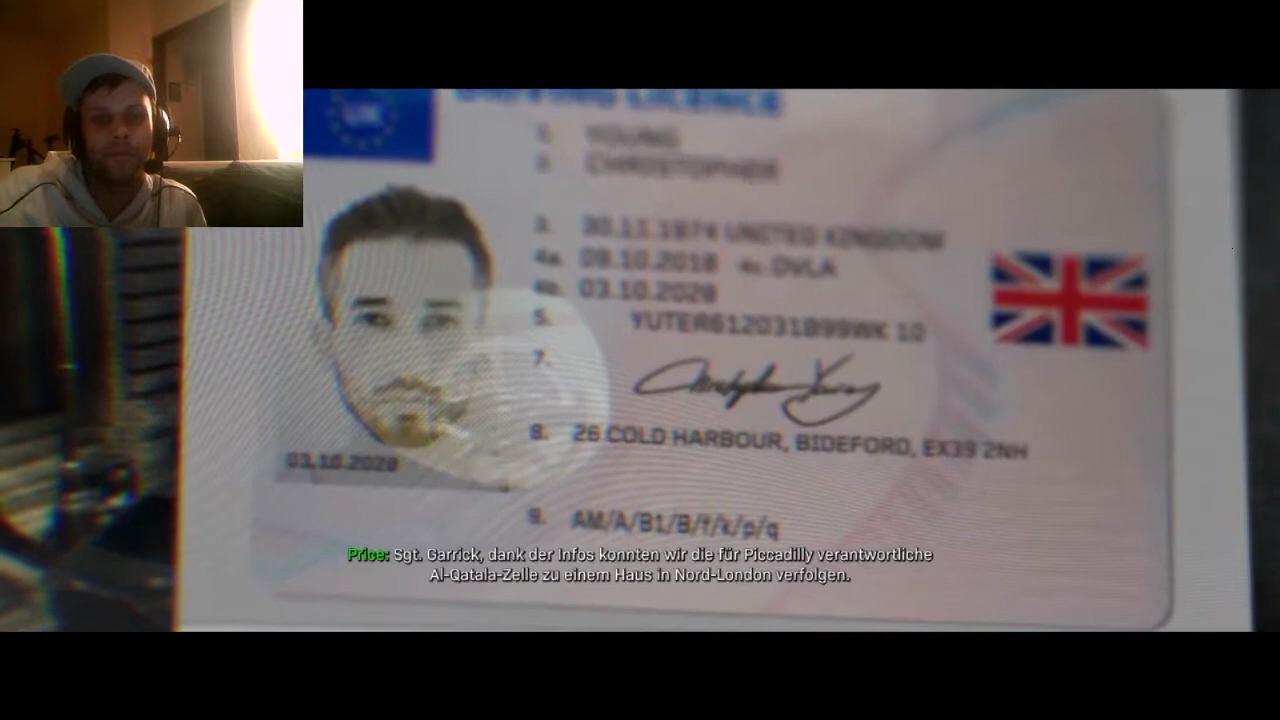 DRIVING LICENCE
UK
1. YOUNG
2. CHRISTOPHER
3. 30.11.1974 UNITED KINGDOM
4a. 09.10.2018 4c. DVLA
4b. 03.10.2028
5. YUTER612031B99WK 10
7.
8. 26 COLD HARBOUR, BIDEFORD, EX39 2NH
03.10.2028
9. AM/A/B1/B/f/k/p/q
Price: Sgt. Garrick, dank der Infos konnten wir die für Piccadilly verantwortliche
Al-Qatala-Zelle zu einem Haus in Nord-London verfolgen.